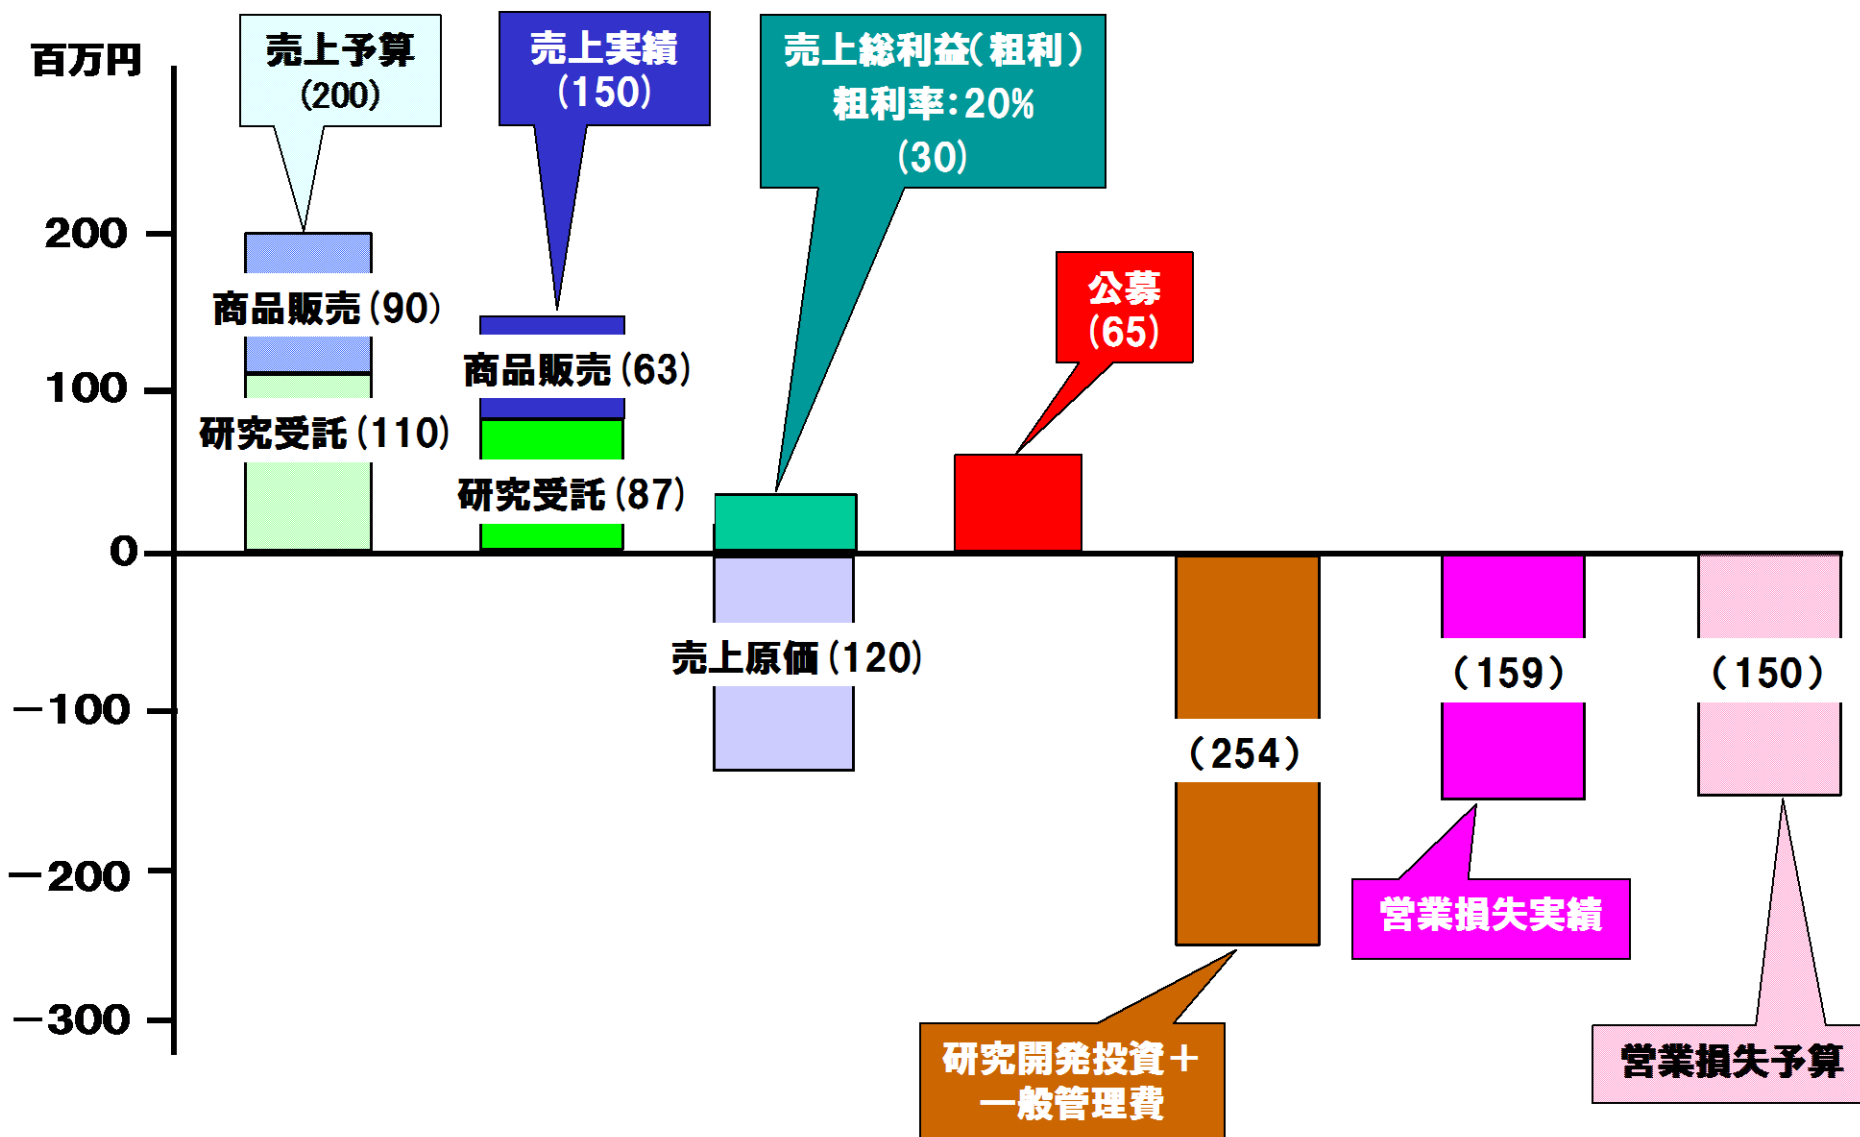 百万円
売上予算
(200)
売上実績
(150)
売上総利益(粗利)
粗利率:20%
(30)
公募
(65)
200
100
0
－100
－200
－300
商品販売(90)
研究受託(110)
商品販売(63)
研究受託(87)
売上原価(120)
(254)
(159)
(150)
営業損失実績
研究開発投資＋
一般管理費
営業損失予算